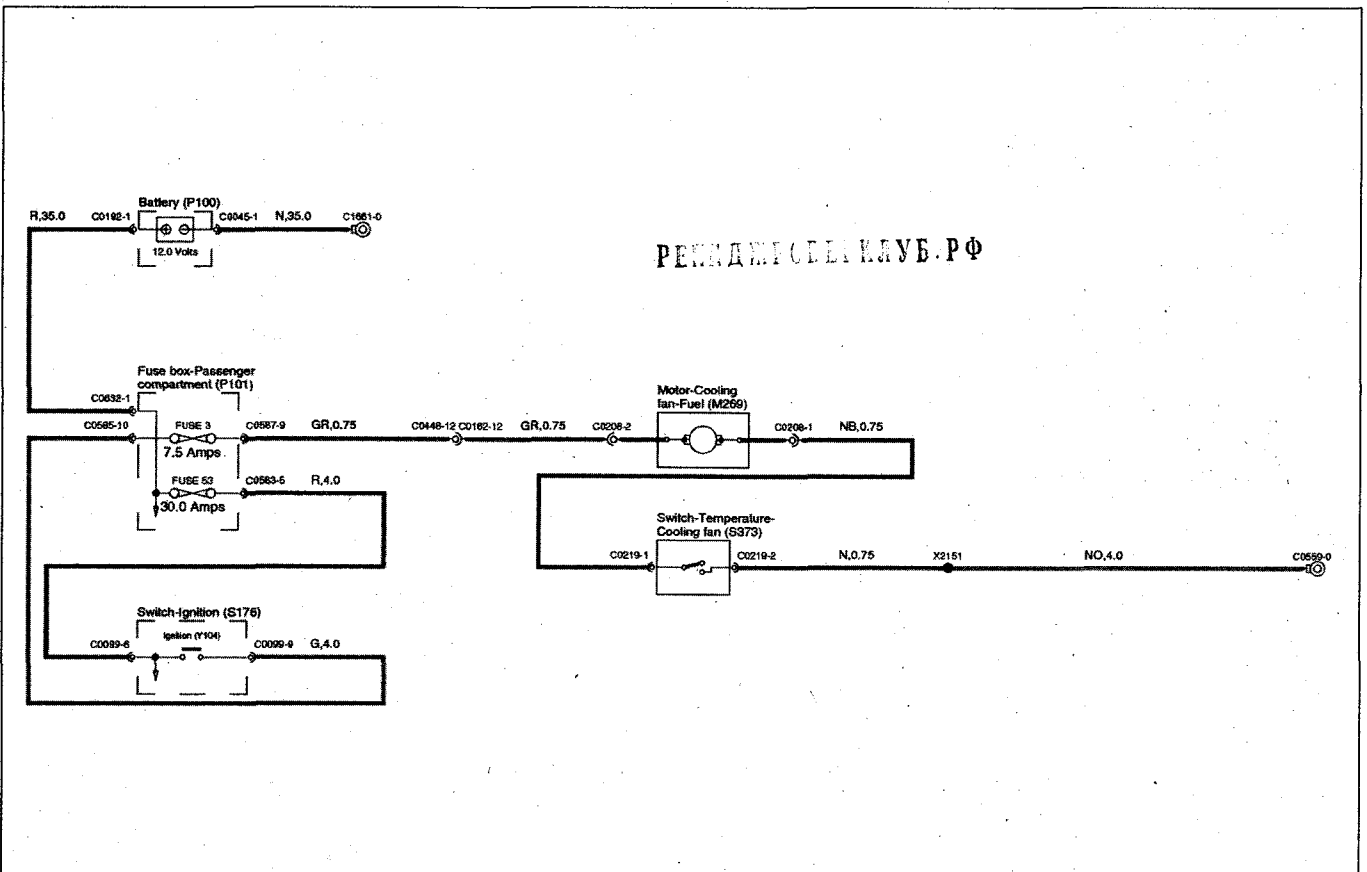 Battery (P100)
R,35.0 C0192-1 C0045-1 N,35.0 C1661-0
12.0 Volts
КЛУБ.РФ
Fuse box-Passenger
compartment (P101)
C0632-1
C0585-10 FUSE 3 C0587-9 GR,0.75 C0448-12 C0162-12 GR,0.75 C0208-2
7.5 Amps
Motor-Cooling
fan-Fuel (M269)
C0208-1 NB,0.75
FUSE 53 C0583-5 R,4.0
30.0 Amps
Switch-Temperature-
Cooling fan (S373)
C0219-1 C0219-2 N,0.75 X2151 NO,4.0 C0559-0
Switch-Ignition (S176)
Ignition (Y104)
C0099-6 C0099-9 G,4.0